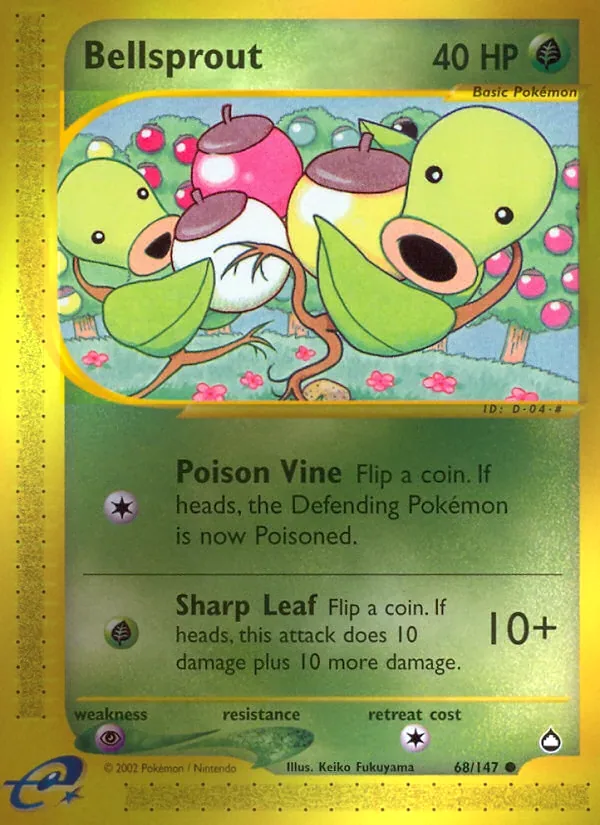 Bellsprout 40 HP
Basic Pokémon
ID: D-04-#
Poison Vine Flip a coin. If
heads, the Defending Pokémon
is now Poisoned.
Sharp Leaf Flip a coin. If
heads, this attack does 10
damage plus 10 more damage.
10+
weakness resistance retreat cost
© 2002 Pokémon / Nintendo Illus. Keiko Fukuyama 68/147
e